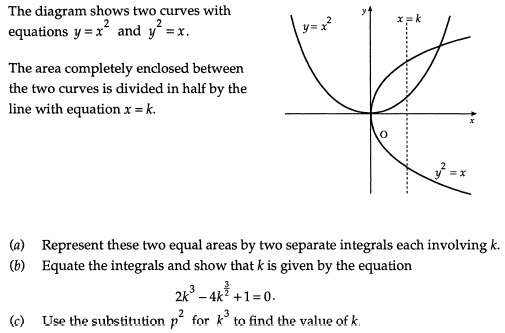 The diagram shows two curves with
equations y = x² and y² = x.
The area completely enclosed between
the two curves is divided in half by the
line with equation x = k.
y = x²
y
x = k
x
O
y² = x
(a) Represent these two equal areas by two separate integrals each involving k.
(b) Equate the integrals and show that k is given by the equation
2k³ – 4k^(3/2) + 1 = 0.
(c) Use the substitution p² for k³ to find the value of k.